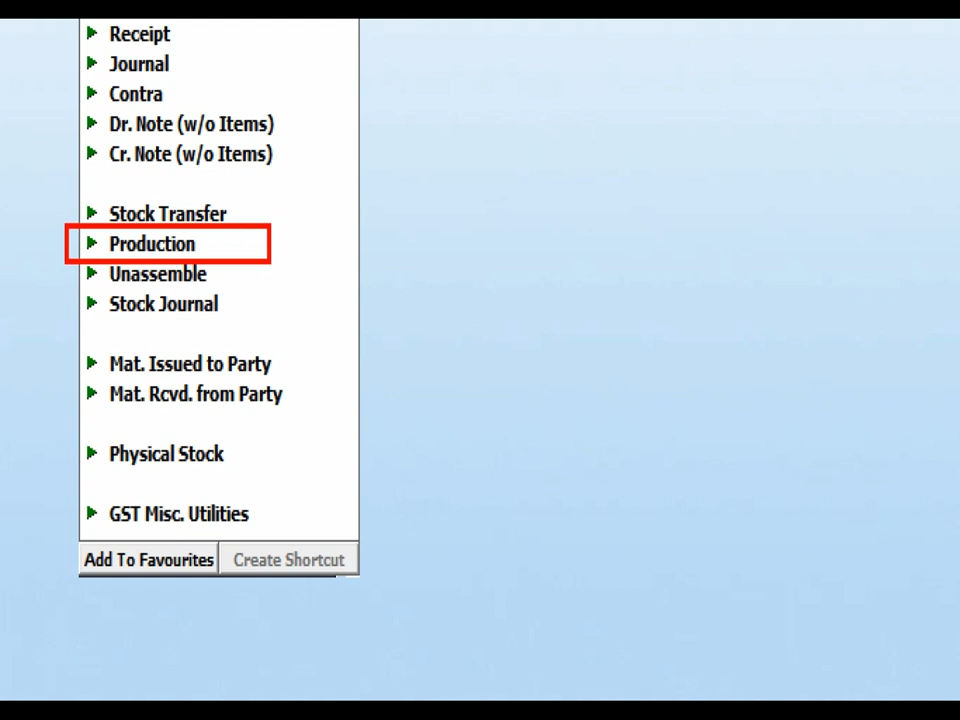 Receipt
Journal
Contra
Dr. Note (w/o Items)
Cr. Note (w/o Items)
Stock Transfer
Production
Unassemble
Stock Journal
Mat. Issued to Party
Mat. Rcvd. from Party
Physical Stock
GST Misc. Utilities
Add To Favourites Create Shortcut